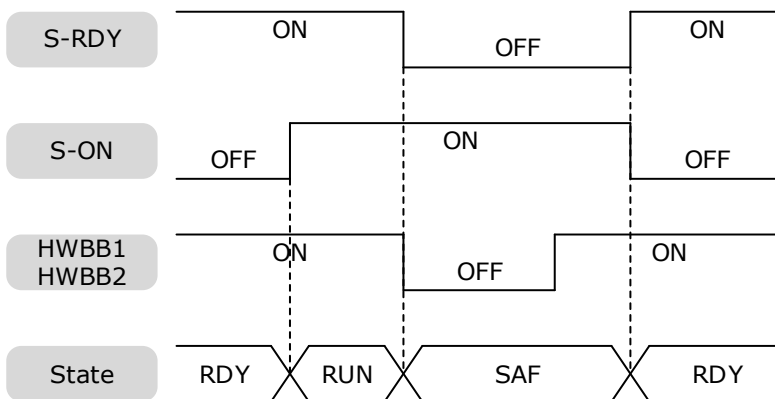 S-RDY ON OFF ON
S-ON OFF ON OFF
HWBB1
HWBB2
ON OFF ON
State RDY RUN SAF RDY